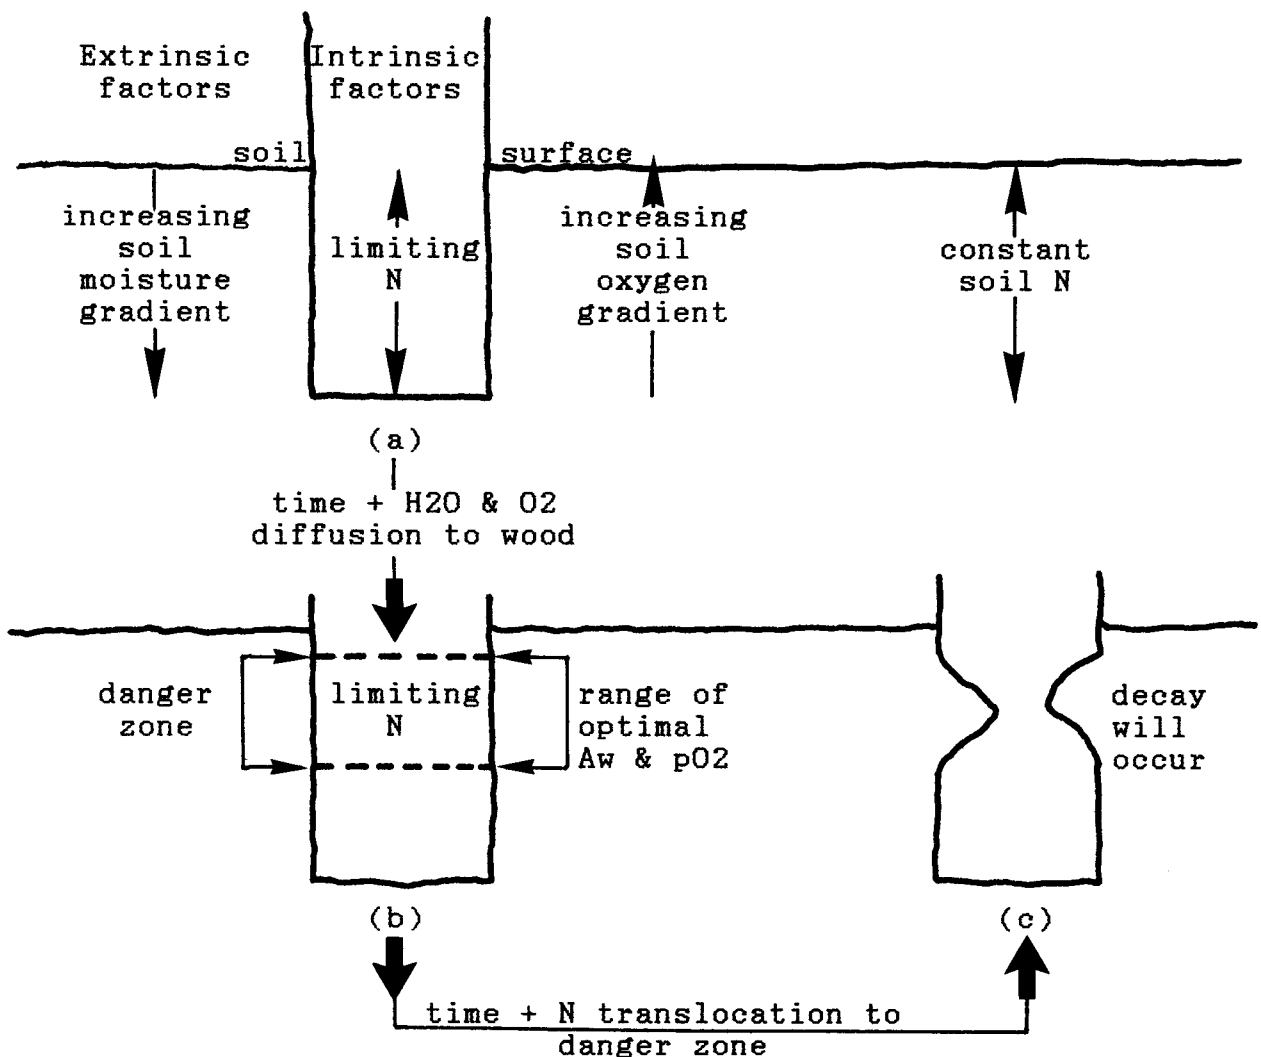 Extrinsic
factors
Intrinsic
factors
soil
surface
increasing
soil
moisture
gradient
limiting
N
increasing
soil
oxygen
gradient
constant
soil N
(a)
time + H2O & O2
diffusion to wood
danger
zone
limiting
N
range of
optimal
Aw & pO2
decay
will
occur
(b)
(c)
time + N translocation to
danger zone